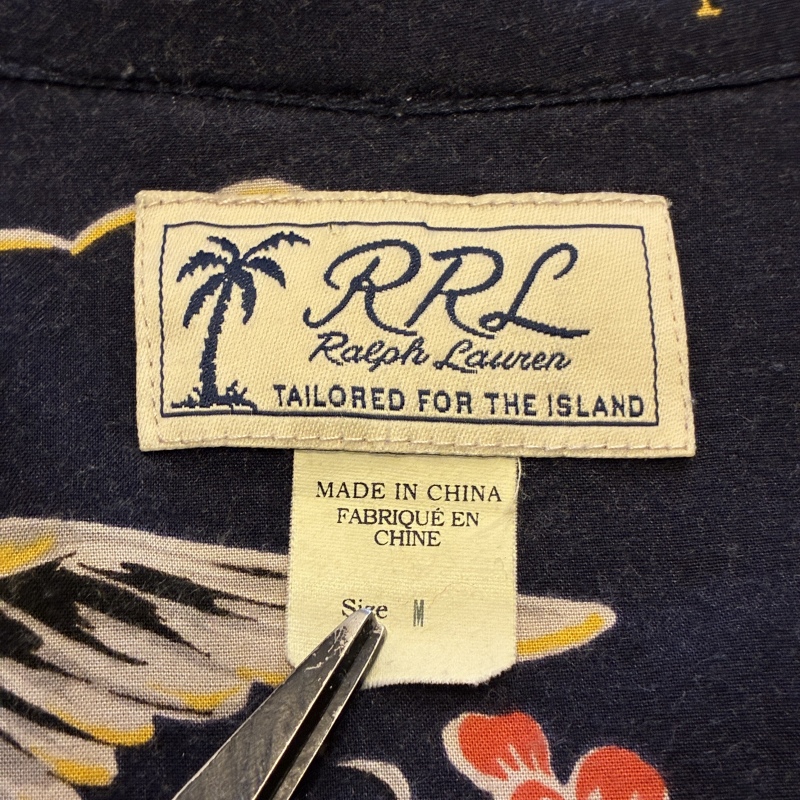 RRL
Ralph Lauren
TAILORED FOR THE ISLAND
MADE IN CHINA
FABRIQUÉ EN
CHINE
Size M